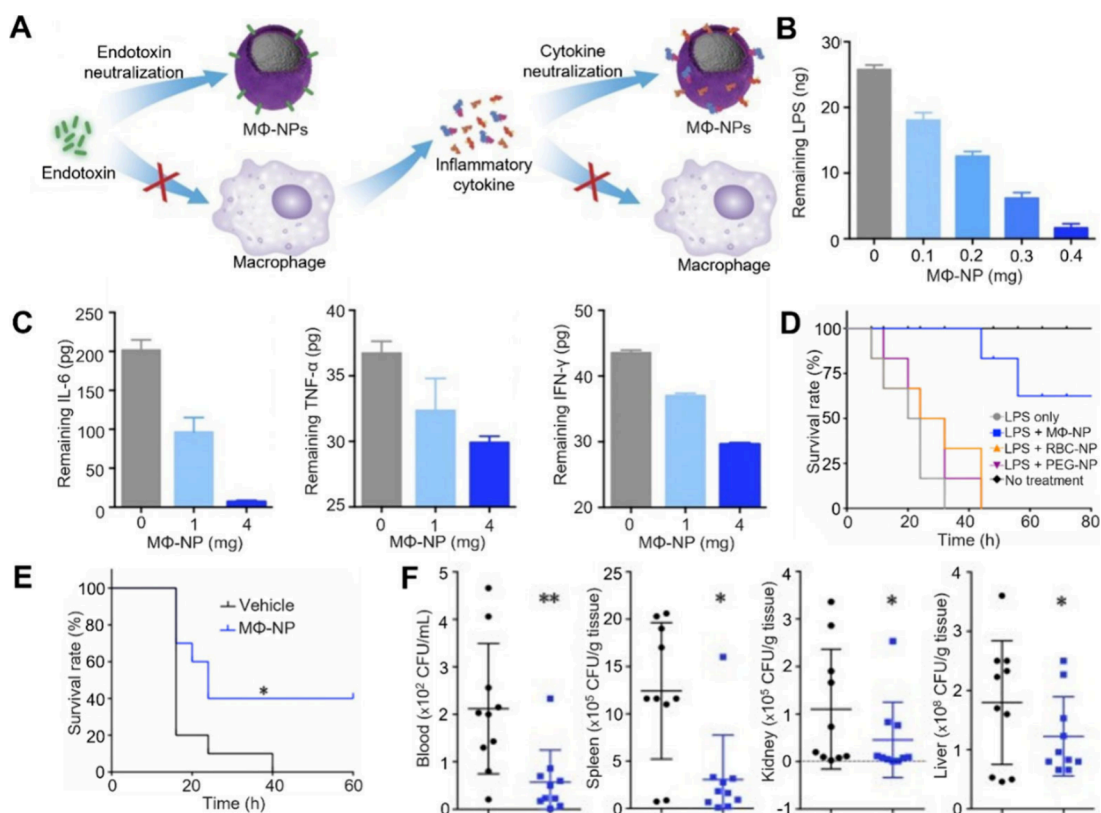 A
Endotoxin
neutralization
MΦ-NPs
Endotoxin
Macrophage
Inflammatory
cytokine
Cytokine
neutralization
MΦ-NPs
Macrophage
B
Remaining LPS (ng)
30
20
10
0
0 0.1 0.2 0.3 0.4
MΦ-NP (mg)
C
Remaining IL-6 (pg)
200
150
100
50
0
0 1 4
MΦ-NP (mg)
Remaining TNF-α (pg)
40
35
30
25
0 1 4
MΦ-NP (mg)
Remaining IFN-γ (pg)
50
40
30
20
0 1 4
MΦ-NP (mg)
D
Survival rate (%)
100
75
50
25
0
LPS only
LPS + MΦ-NP
LPS + RBC-NP
LPS + PEG-NP
No treatment
0 20 40 60 80
Time (h)
E
Survival rate (%)
100
80
60
40
20
0
Vehicle
MΦ-NP
*
0 20 40 60
Time (h)
F
Blood (x10² CFU/mL)
5
4
3
2
1
0
**
Spleen (x10⁵ CFU/g tissue)
25
20
15
10
5
0
*
Kidney (x10⁵ CFU/g tissue)
4
3
2
1
0
-1
*
Liver (x10⁸ CFU/g tissue)
4
3
2
1
0
*